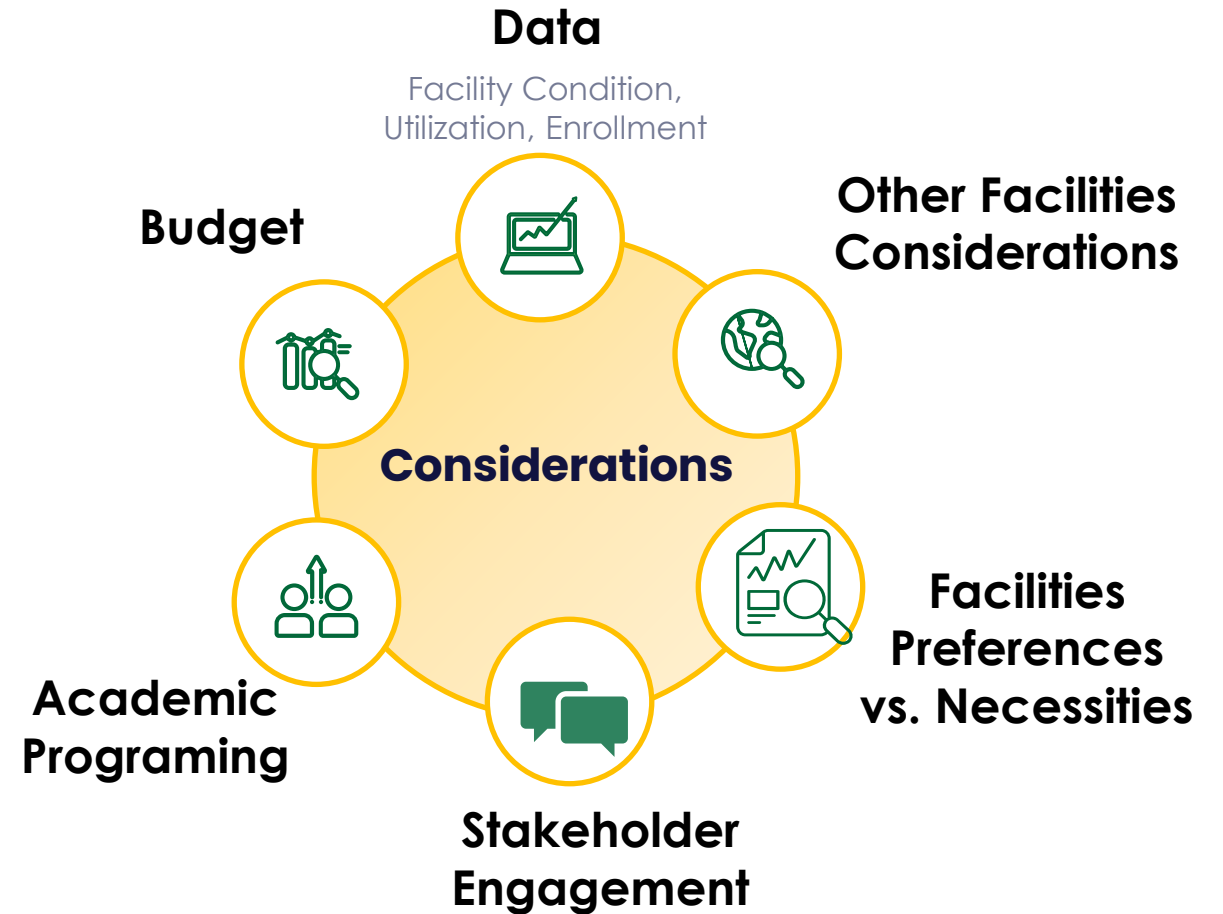 Data
Facility Condition,
Utilization, Enrollment
Other Facilities
Considerations
Budget
Considerations
Facilities
Preferences
vs. Necessities
Academic
Programing
Stakeholder
Engagement